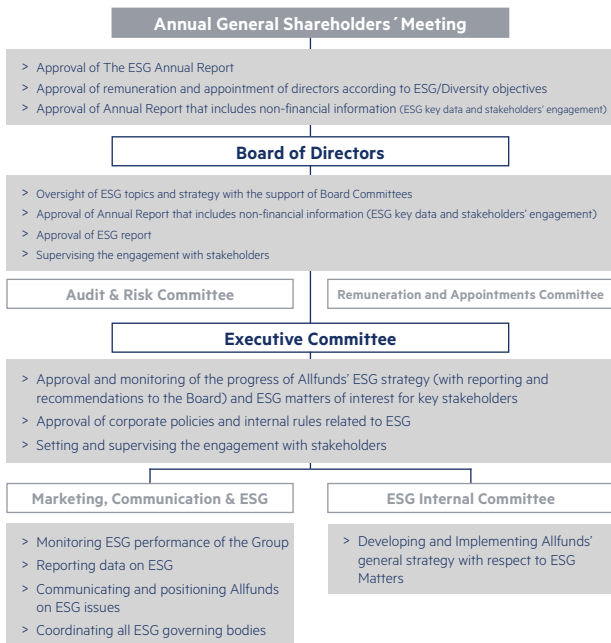 Annual General Shareholders´ Meeting
> Approval of The ESG Annual Report
> Approval of remuneration and appointment of directors according to ESG/Diversity objectives
> Approval of Annual Report that includes non-financial information (ESG key data and stakeholders’ engagement)
Board of Directors
> Oversight of ESG topics and strategy with the support of Board Committees
> Approval of Annual Report that includes non-financial information (ESG key data and stakeholders’ engagement)
> Approval of ESG report
> Supervising the engagement with stakeholders
Audit & Risk Committee
Remuneration and Appointments Committee
Executive Committee
> Approval and monitoring of the progress of Allfunds’ ESG strategy (with reporting and
recommendations to the Board) and ESG matters of interest for key stakeholders
> Approval of corporate policies and internal rules related to ESG
> Setting and supervising the engagement with stakeholders
Marketing, Communication & ESG
> Monitoring ESG performance of the Group
> Reporting data on ESG
> Communicating and positioning Allfunds
on ESG issues
> Coordinating all ESG governing bodies
ESG Internal Committee
> Developing and Implementing Allfunds’
general strategy with respect to ESG
Matters